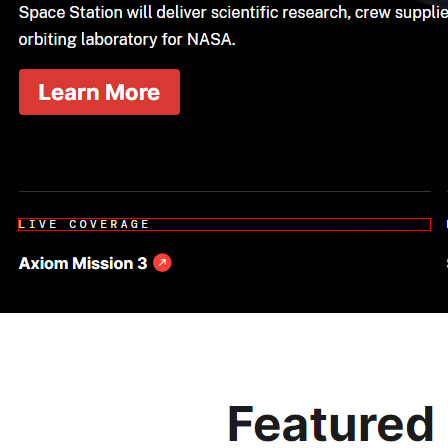 Space Station will deliver scientific research, crew supplie
orbiting laboratory for NASA.
Learn More
LIVE COVERAGE
Axiom Mission 3
Featured